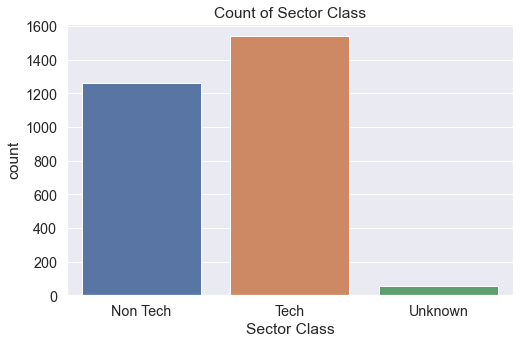 Count of Sector Class
1600
1400
1200
1000
800
600
400
200
0
count
Non Tech
Tech
Unknown
Sector Class